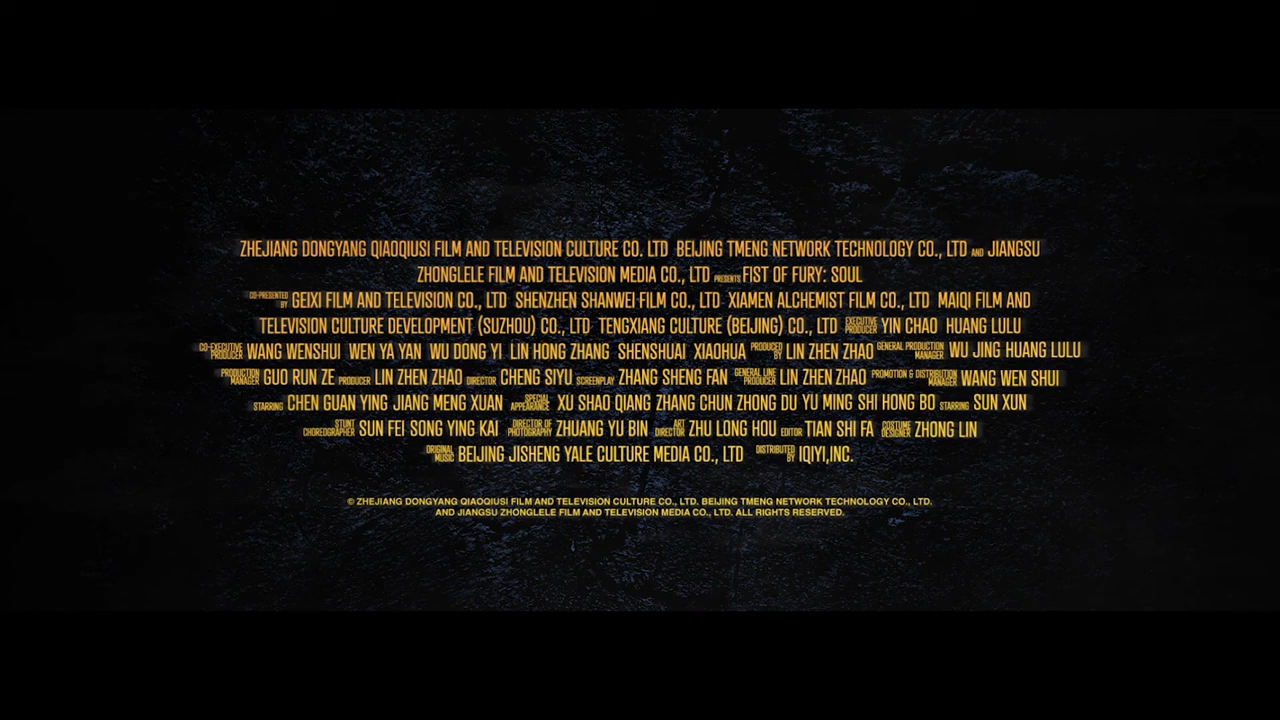 ZHEJIANG DONGYANG QIAOQIUSI FILM AND TELEVISION CULTURE CO. LTD BEIJING TMENG NETWORK TECHNOLOGY CO., LTD AND JIANGSU
ZHONGLELE FILM AND TELEVISION MEDIA CO., LTD PRESENTS FIST OF FURY: SOUL
CO-PRESENTED BY GEIXI FILM AND TELEVISION CO., LTD SHENZHEN SHANWEI FILM CO., LTD XIAMEN ALCHEMIST FILM CO., LTD MAIQI FILM AND
TELEVISION CULTURE DEVELOPMENT (SUZHOU) CO., LTD TENGXIANG CULTURE (BEIJING) CO., LTD EXECUTIVE PRODUCER YIN CHAO HUANG LULU
CO-EXECUTIVE PRODUCER WANG WENSHUI WEN YA YAN WU DONG YI LIN HONG ZHANG SHENSHUAI XIAOHUA PRODUCED BY LIN ZHEN ZHAO GENERAL PRODUCTION MANAGER WU JING HUANG LULU
PRODUCTION MANAGER GUO RUN ZE PRODUCER LIN ZHEN ZHAO DIRECTOR CHENG SIYU SCREENPLAY ZHANG SHENG FAN GENERAL LINE PRODUCER LIN ZHEN ZHAO PROMOTION & DISTRIBUTION MANAGER WANG WEN SHUI
STARRING CHEN GUAN YING JIANG MENG XUAN SPECIAL APPEARANCE XU SHAO QIANG ZHANG CHUN ZHONG DU YU MING SHI HONG BO STARRING SUN XUN
STUNT CHOREOGRAPHER SUN FEI SONG YING KAI DIRECTOR OF PHOTOGRAPHY ZHUANG YU BIN ART DIRECTOR ZHU LONG HOU EDITOR TIAN SHI FA COSTUME DESIGNER ZHONG LIN
ORIGINAL MUSIC BEIJING JISHENG YALE CULTURE MEDIA CO., LTD DISTRIBUTED BY IQIYI,INC.
© ZHEJIANG DONGYANG QIAOQIUSI FILM AND TELEVISION CULTURE CO., LTD. BEIJING TMENG NETWORK TECHNOLOGY CO., LTD.
AND JIANGSU ZHONGLELE FILM AND TELEVISION MEDIA CO., LTD. ALL RIGHTS RESERVED.